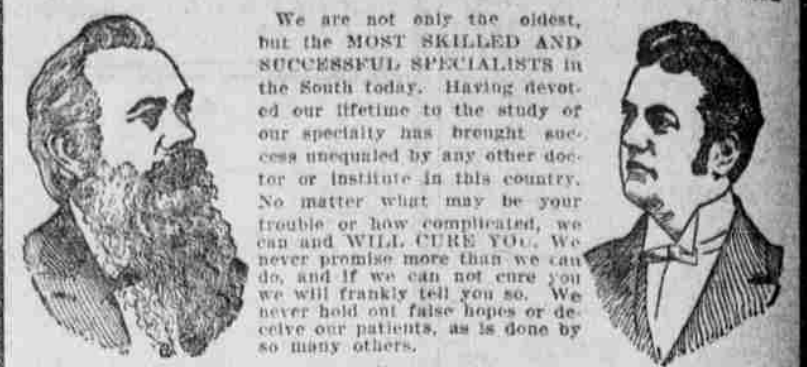 We are not only the oldest,
but the MOST SKILLED AND
SUCCESSFUL SPECIALISTS in
the South today. Having devot-
ed our lifetime to the study of
our specialty has brought suc-
cess unequaled by any other doc-
tor or institute in this country.
No matter what may be your
trouble or how complicated, we
can and WILL CURE YOU. We
never promise more than we can
do, and if we can not cure you
we will frankly tell you so. We
never hold out false hopes or de-
ceive our patients, as is done by
so many others.